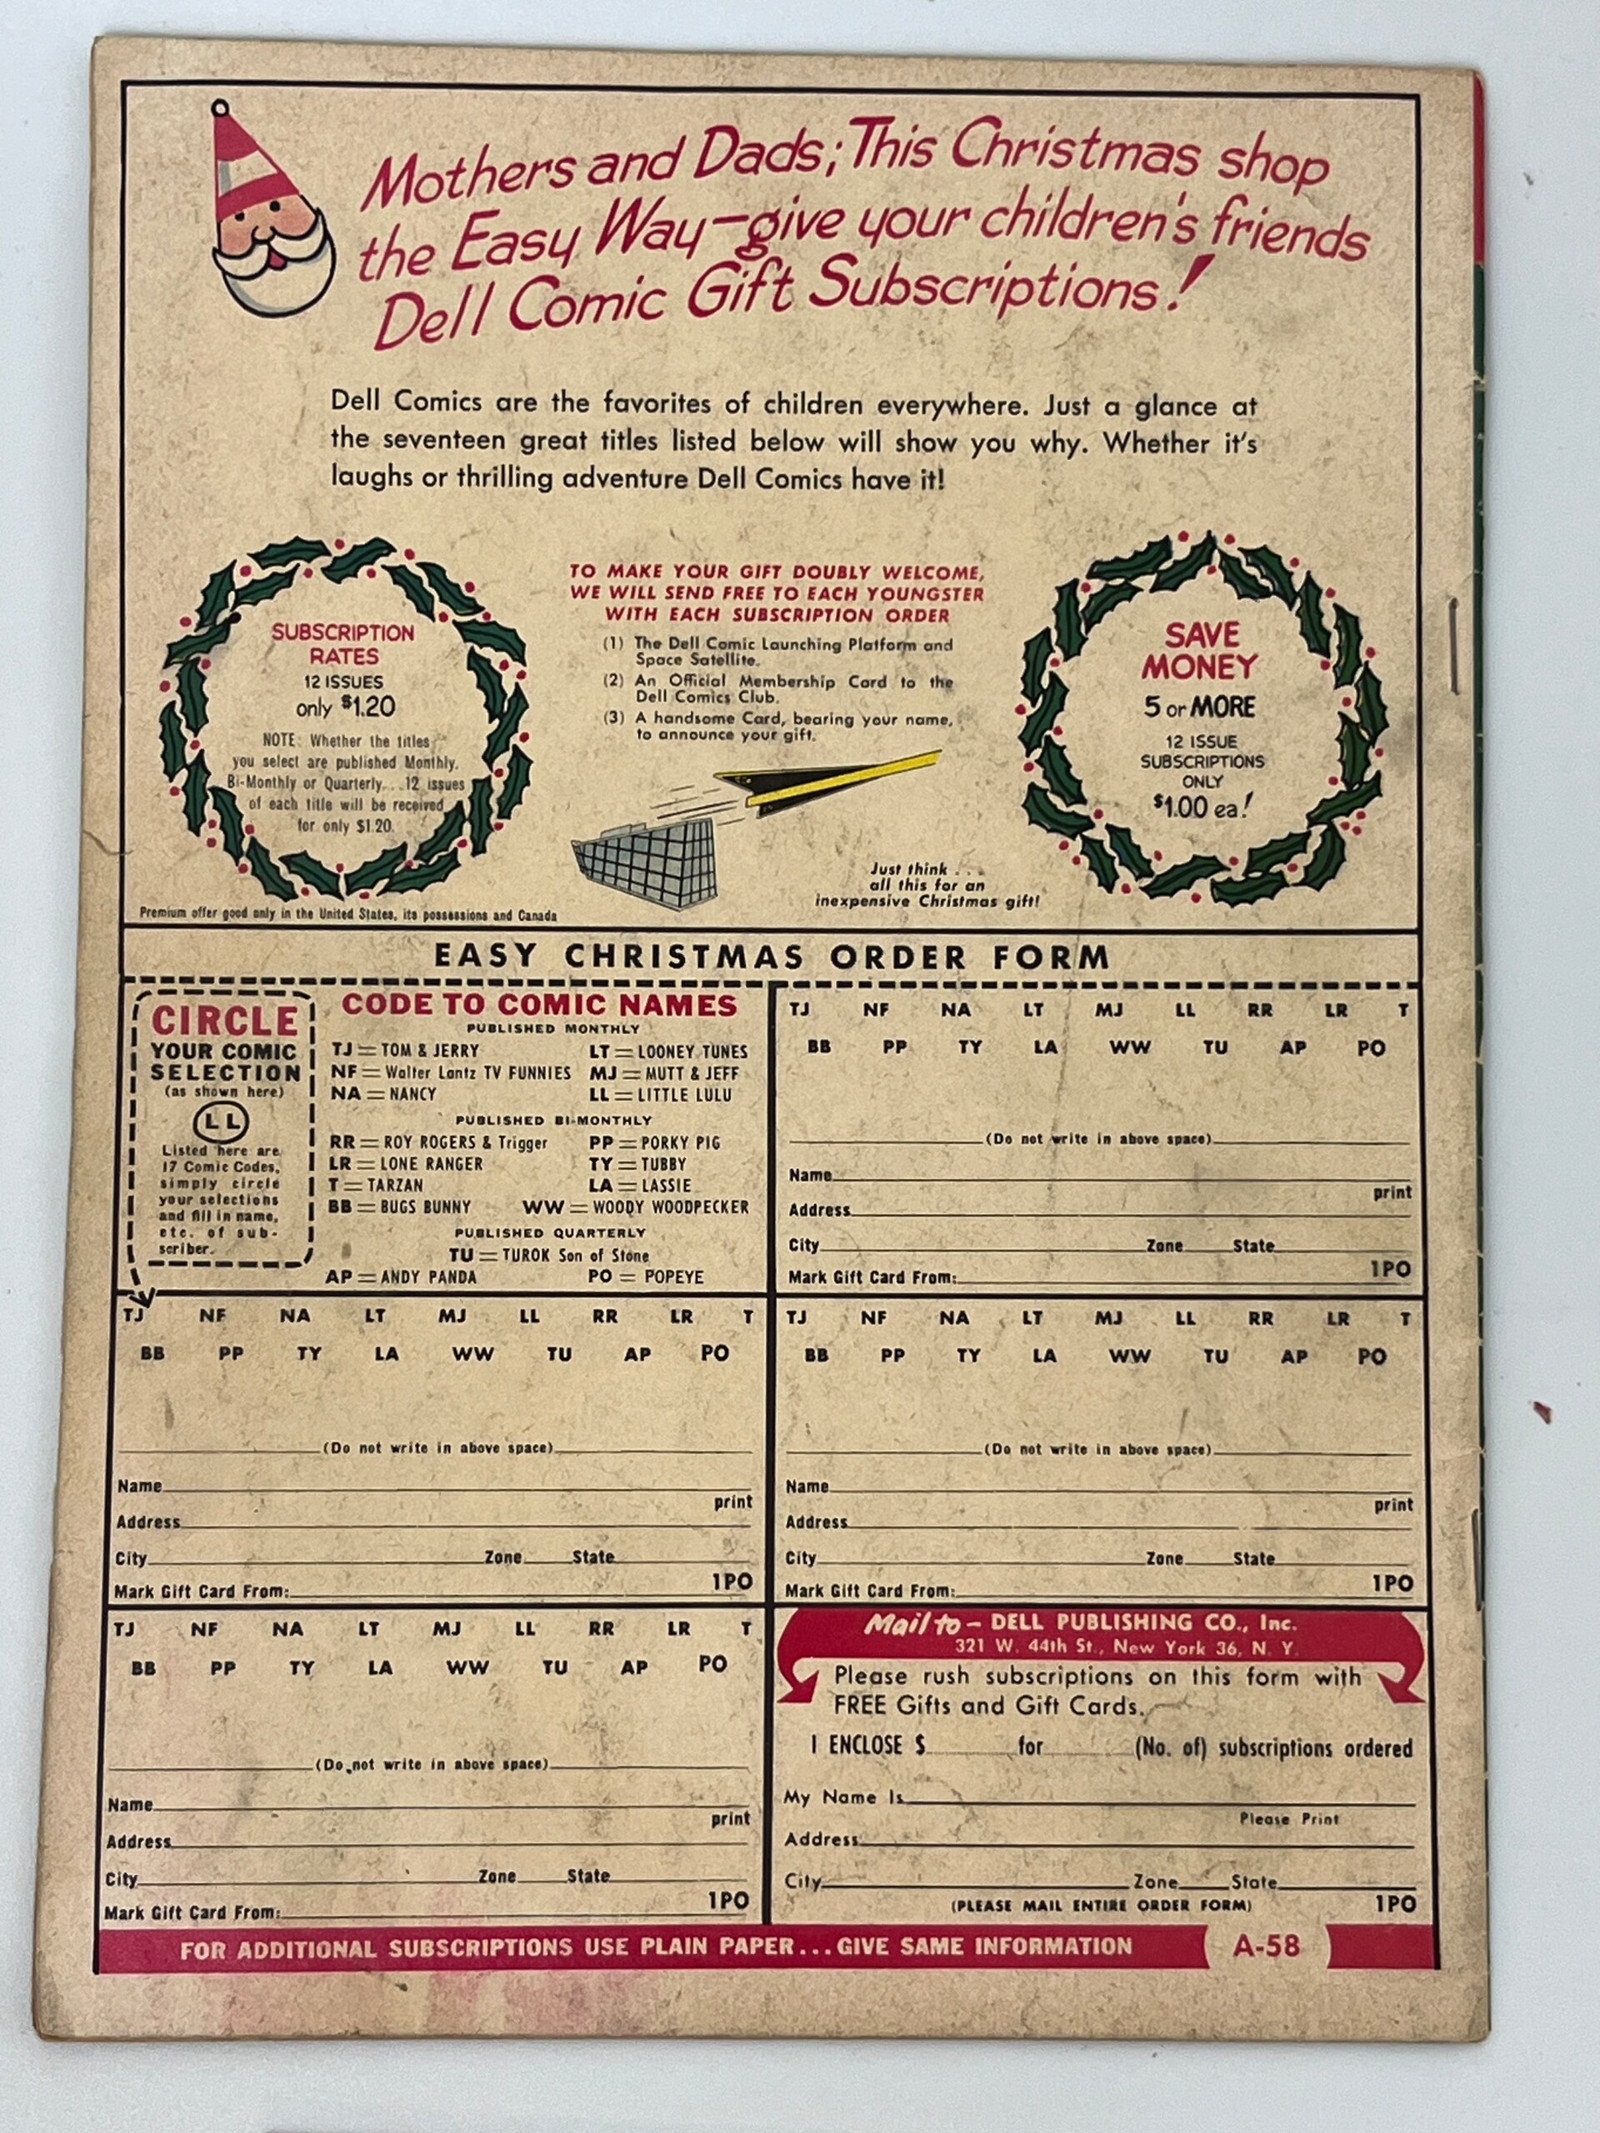 Mothers and Dads; This Christmas shop
the Easy Way—give your children's friends
Dell Comic Gift Subscriptions!
Dell Comics are the favorites of children everywhere. Just a glance at
the seventeen great titles listed below will show you why. Whether it's
laughs or thrilling adventure Dell Comics have it!
SUBSCRIPTION
RATES
12 ISSUES
only $1.20
NOTE: Whether the titles
you select are published Monthly,
Bi-Monthly or Quarterly...12 issues
of each title will be received
for only $1.20.
TO MAKE YOUR GIFT DOUBLY WELCOME,
WE WILL SEND FREE TO EACH YOUNGSTER
WITH EACH SUBSCRIPTION ORDER
(1) The Dell Comic Launching Platform and
Space Satellite.
(2) An Official Membership Card to the
Dell Comics Club.
(3) A handsome Card, bearing your name,
to announce your gift.
Just think . . .
all this for an
inexpensive Christmas gift!
SAVE
MONEY
5 or MORE
12 ISSUE
SUBSCRIPTIONS
ONLY
$1.00 ea!
Premium offer good only in the United States, its possessions and Canada
EASY CHRISTMAS ORDER FORM
CIRCLE
YOUR COMIC
SELECTION
(as shown here)
LL
Listed here are
17 Comic Codes,
simply circle
your selections
and fill in name,
etc. of sub-
scriber.
CODE TO COMIC NAMES
PUBLISHED MONTHLY
TJ = TOM & JERRY LT = LOONEY TUNES
NF = Walter Lantz TV FUNNIES MJ = MUTT & JEFF
NA = NANCY LL = LITTLE LULU
PUBLISHED BI-MONTHLY
RR = ROY ROGERS & Trigger PP = PORKY PIG
LR = LONE RANGER TY = TUBBY
T = TARZAN LA = LASSIE
BB = BUGS BUNNY WW = WOODY WOODPECKER
PUBLISHED QUARTERLY
TU = TUROK Son of Stone
AP = ANDY PANDA PO = POPEYE
TJ NF NA LT MJ LL RR LR T
BB PP TY LA WW TU AP PO
(Do not write in above space)
Name
print
Address
City Zone State
Mark Gift Card From: 1PO
TJ NF NA LT MJ LL RR LR T
BB PP TY LA WW TU AP PO
(Do not write in above space)
Name
print
Address
City Zone State
Mark Gift Card From: 1PO
TJ NF NA LT MJ LL RR LR T
BB PP TY LA WW TU AP PO
(Do not write in above space)
Name
print
Address
City Zone State
Mark Gift Card From: 1PO
TJ NF NA LT MJ LL RR LR T
BB PP TY LA WW TU AP PO
(Do not write in above space)
Name
print
Address
City Zone State
Mark Gift Card From: 1PO
Mail to — DELL PUBLISHING CO., Inc.
321 W. 44th St., New York 36, N. Y.
Please rush subscriptions on this form with
FREE Gifts and Gift Cards.
I ENCLOSE $ for (No. of) subscriptions ordered
My Name Is
Please Print
Address
City Zone State
(PLEASE MAIL ENTIRE ORDER FORM) 1PO
FOR ADDITIONAL SUBSCRIPTIONS USE PLAIN PAPER...GIVE SAME INFORMATION A-58